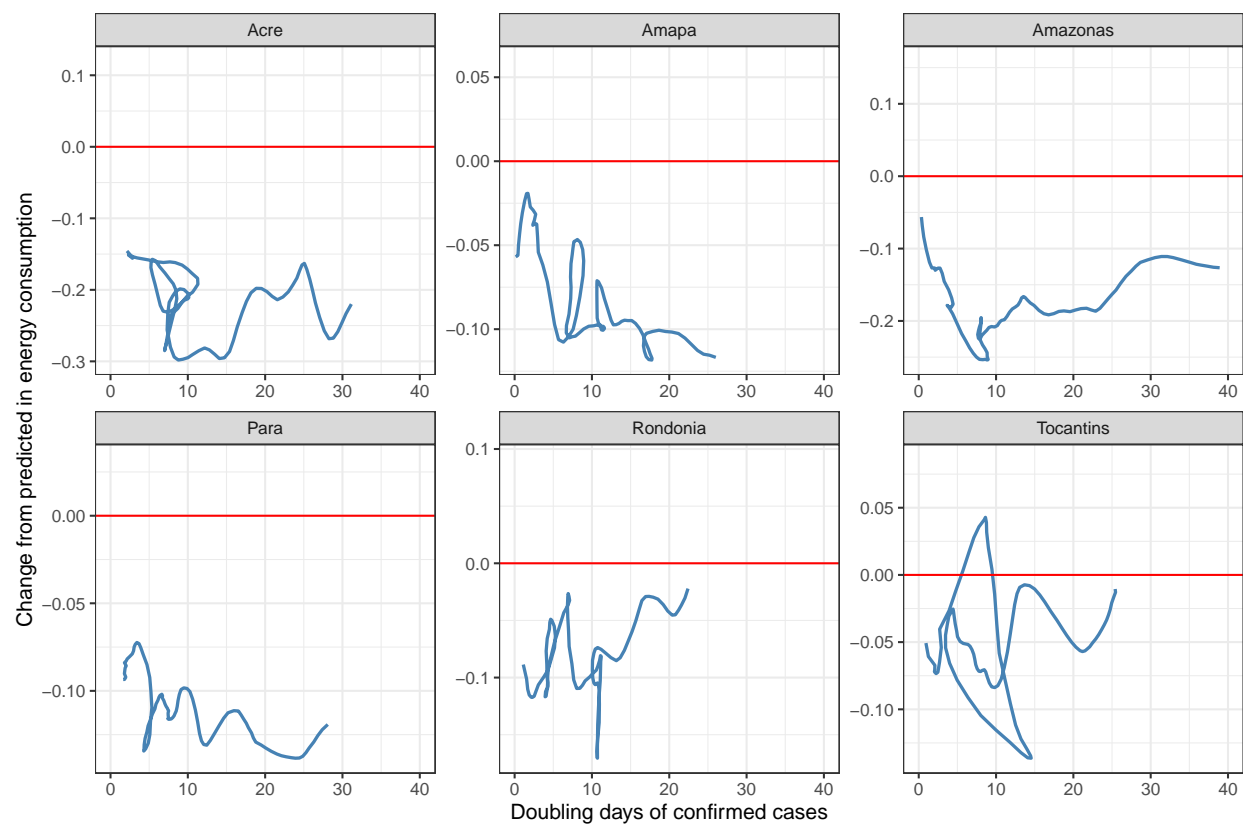 Acre
Amapa
Amazonas
0.1
0.0
−0.1
−0.2
−0.3
0.05
0.00
−0.05
−0.10
0.1
0.0
−0.1
−0.2
0 10 20 30 40
0 10 20 30 40
0 10 20 30 40
Change from predicted in energy consumption
Para
Rondonia
Tocantins
0.00
−0.05
−0.10
0.1
0.0
−0.1
0.05
0.00
−0.05
−0.10
0 10 20 30 40
0 10 20 30 40
0 10 20 30 40
Doubling days of confirmed cases